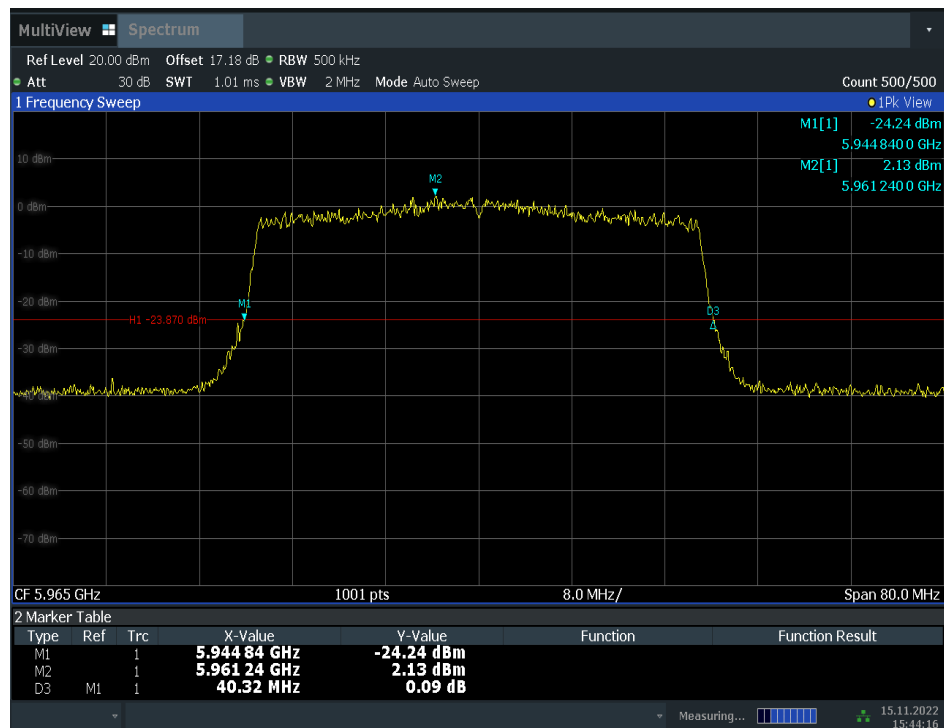 MultiView Spectrum
Ref Level 20.00 dBm Offset 17.18 dB RBW 500 kHz
Att 30 dB SWT 1.01 ms VBW 2 MHz Mode Auto Sweep Count 500/500
1 Frequency Sweep 1Pk View
M1[1] -24.24 dBm
5.944 840 0 GHz
M2[1] 2.13 dBm
5.961 240 0 GHz
10 dBm
M2
0 dBm
-10 dBm
-20 dBm
M1
D3
H1 -23.870 dBm
-30 dBm
-40 dBm
-50 dBm
-60 dBm
-70 dBm
CF 5.965 GHz 1001 pts 8.0 MHz/ Span 80.0 MHz
2 Marker Table
Type Ref Trc X-Value Y-Value Function Function Result
M1 1 5.944 84 GHz -24.24 dBm
M2 1 5.961 24 GHz 2.13 dBm
D3 M1 1 40.32 MHz 0.09 dB
Measuring... 15.11.2022
15:44:16